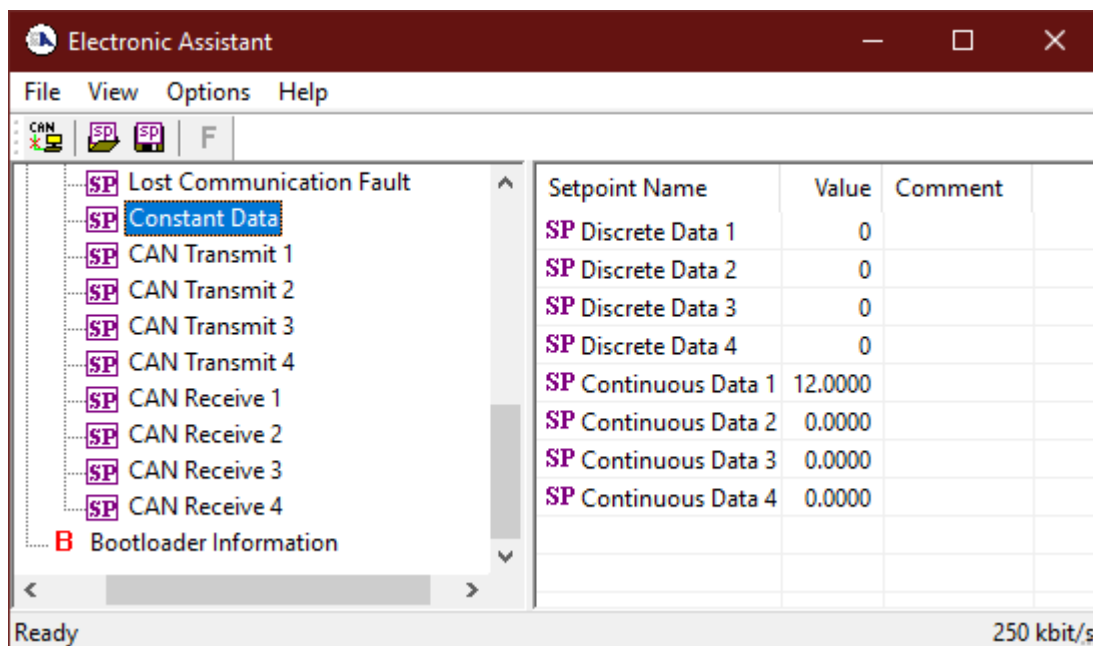 Electronic Assistant
File View Options Help
CAN SP SP F
SP Lost Communication Fault
SP Constant Data
SP CAN Transmit 1
SP CAN Transmit 2
SP CAN Transmit 3
SP CAN Transmit 4
SP CAN Receive 1
SP CAN Receive 2
SP CAN Receive 3
SP CAN Receive 4
B Bootloader Information
Setpoint Name Value Comment
SP Discrete Data 1 0
SP Discrete Data 2 0
SP Discrete Data 3 0
SP Discrete Data 4 0
SP Continuous Data 1 12.0000
SP Continuous Data 2 0.0000
SP Continuous Data 3 0.0000
SP Continuous Data 4 0.0000
Ready 250 kbit/s